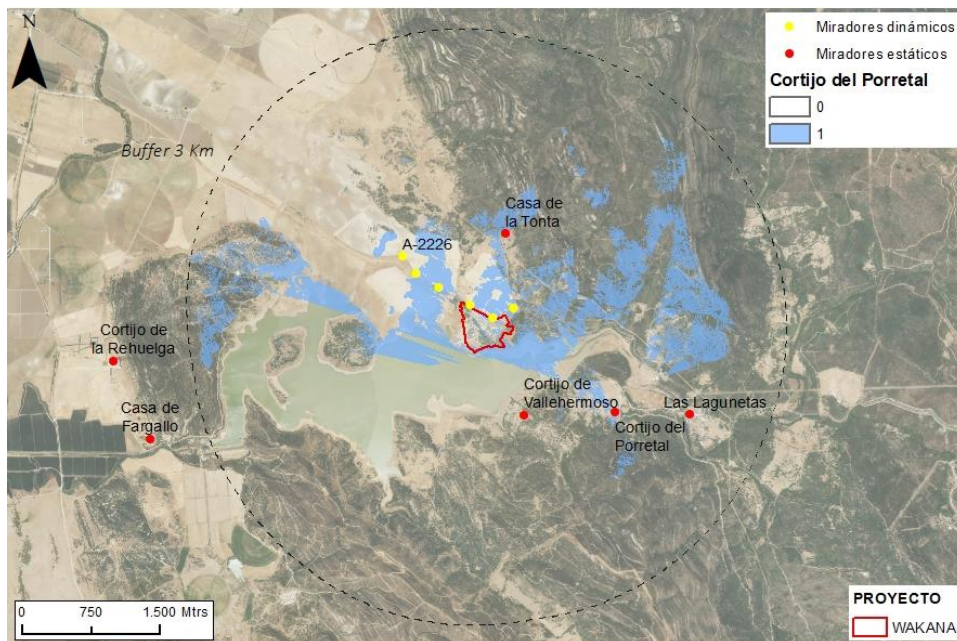 N
Miradores dinámicos
Miradores estáticos
Cortijo del Porretal
0
1
Buffer 3 Km
Casa de
la Tonta
A-2226
Cortijo de
la Rehuelga
Cortijo de
Vallehermoso
Las Lagunetas
Casa de
Fargallo
Cortijo del
Porretal
0 750 1.500 Mtrs
PROYECTO
WAKANA